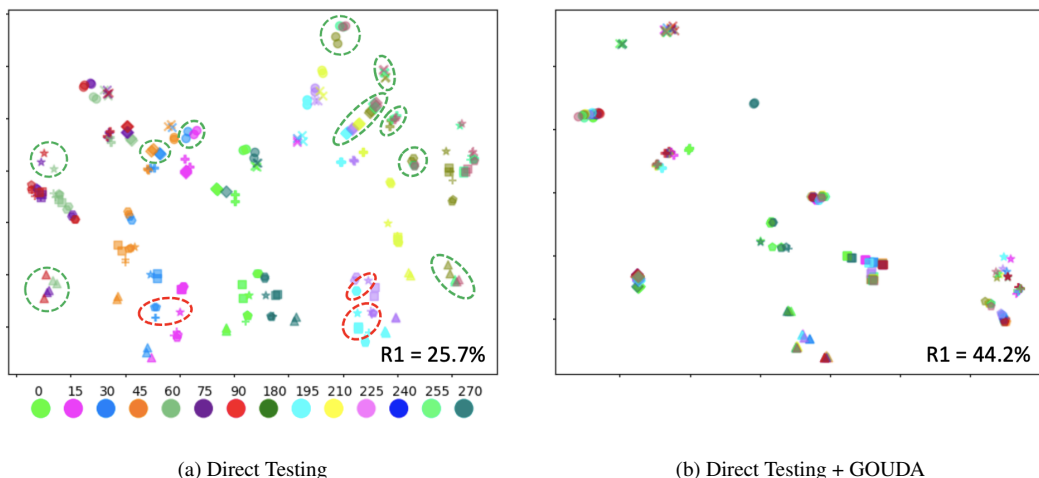 R1 = 25.7%
R1 = 44.2%
0 15 30 45 60 75 90 180 195 210 225 240 255 270
(a) Direct Testing
(b) Direct Testing + GOUDA